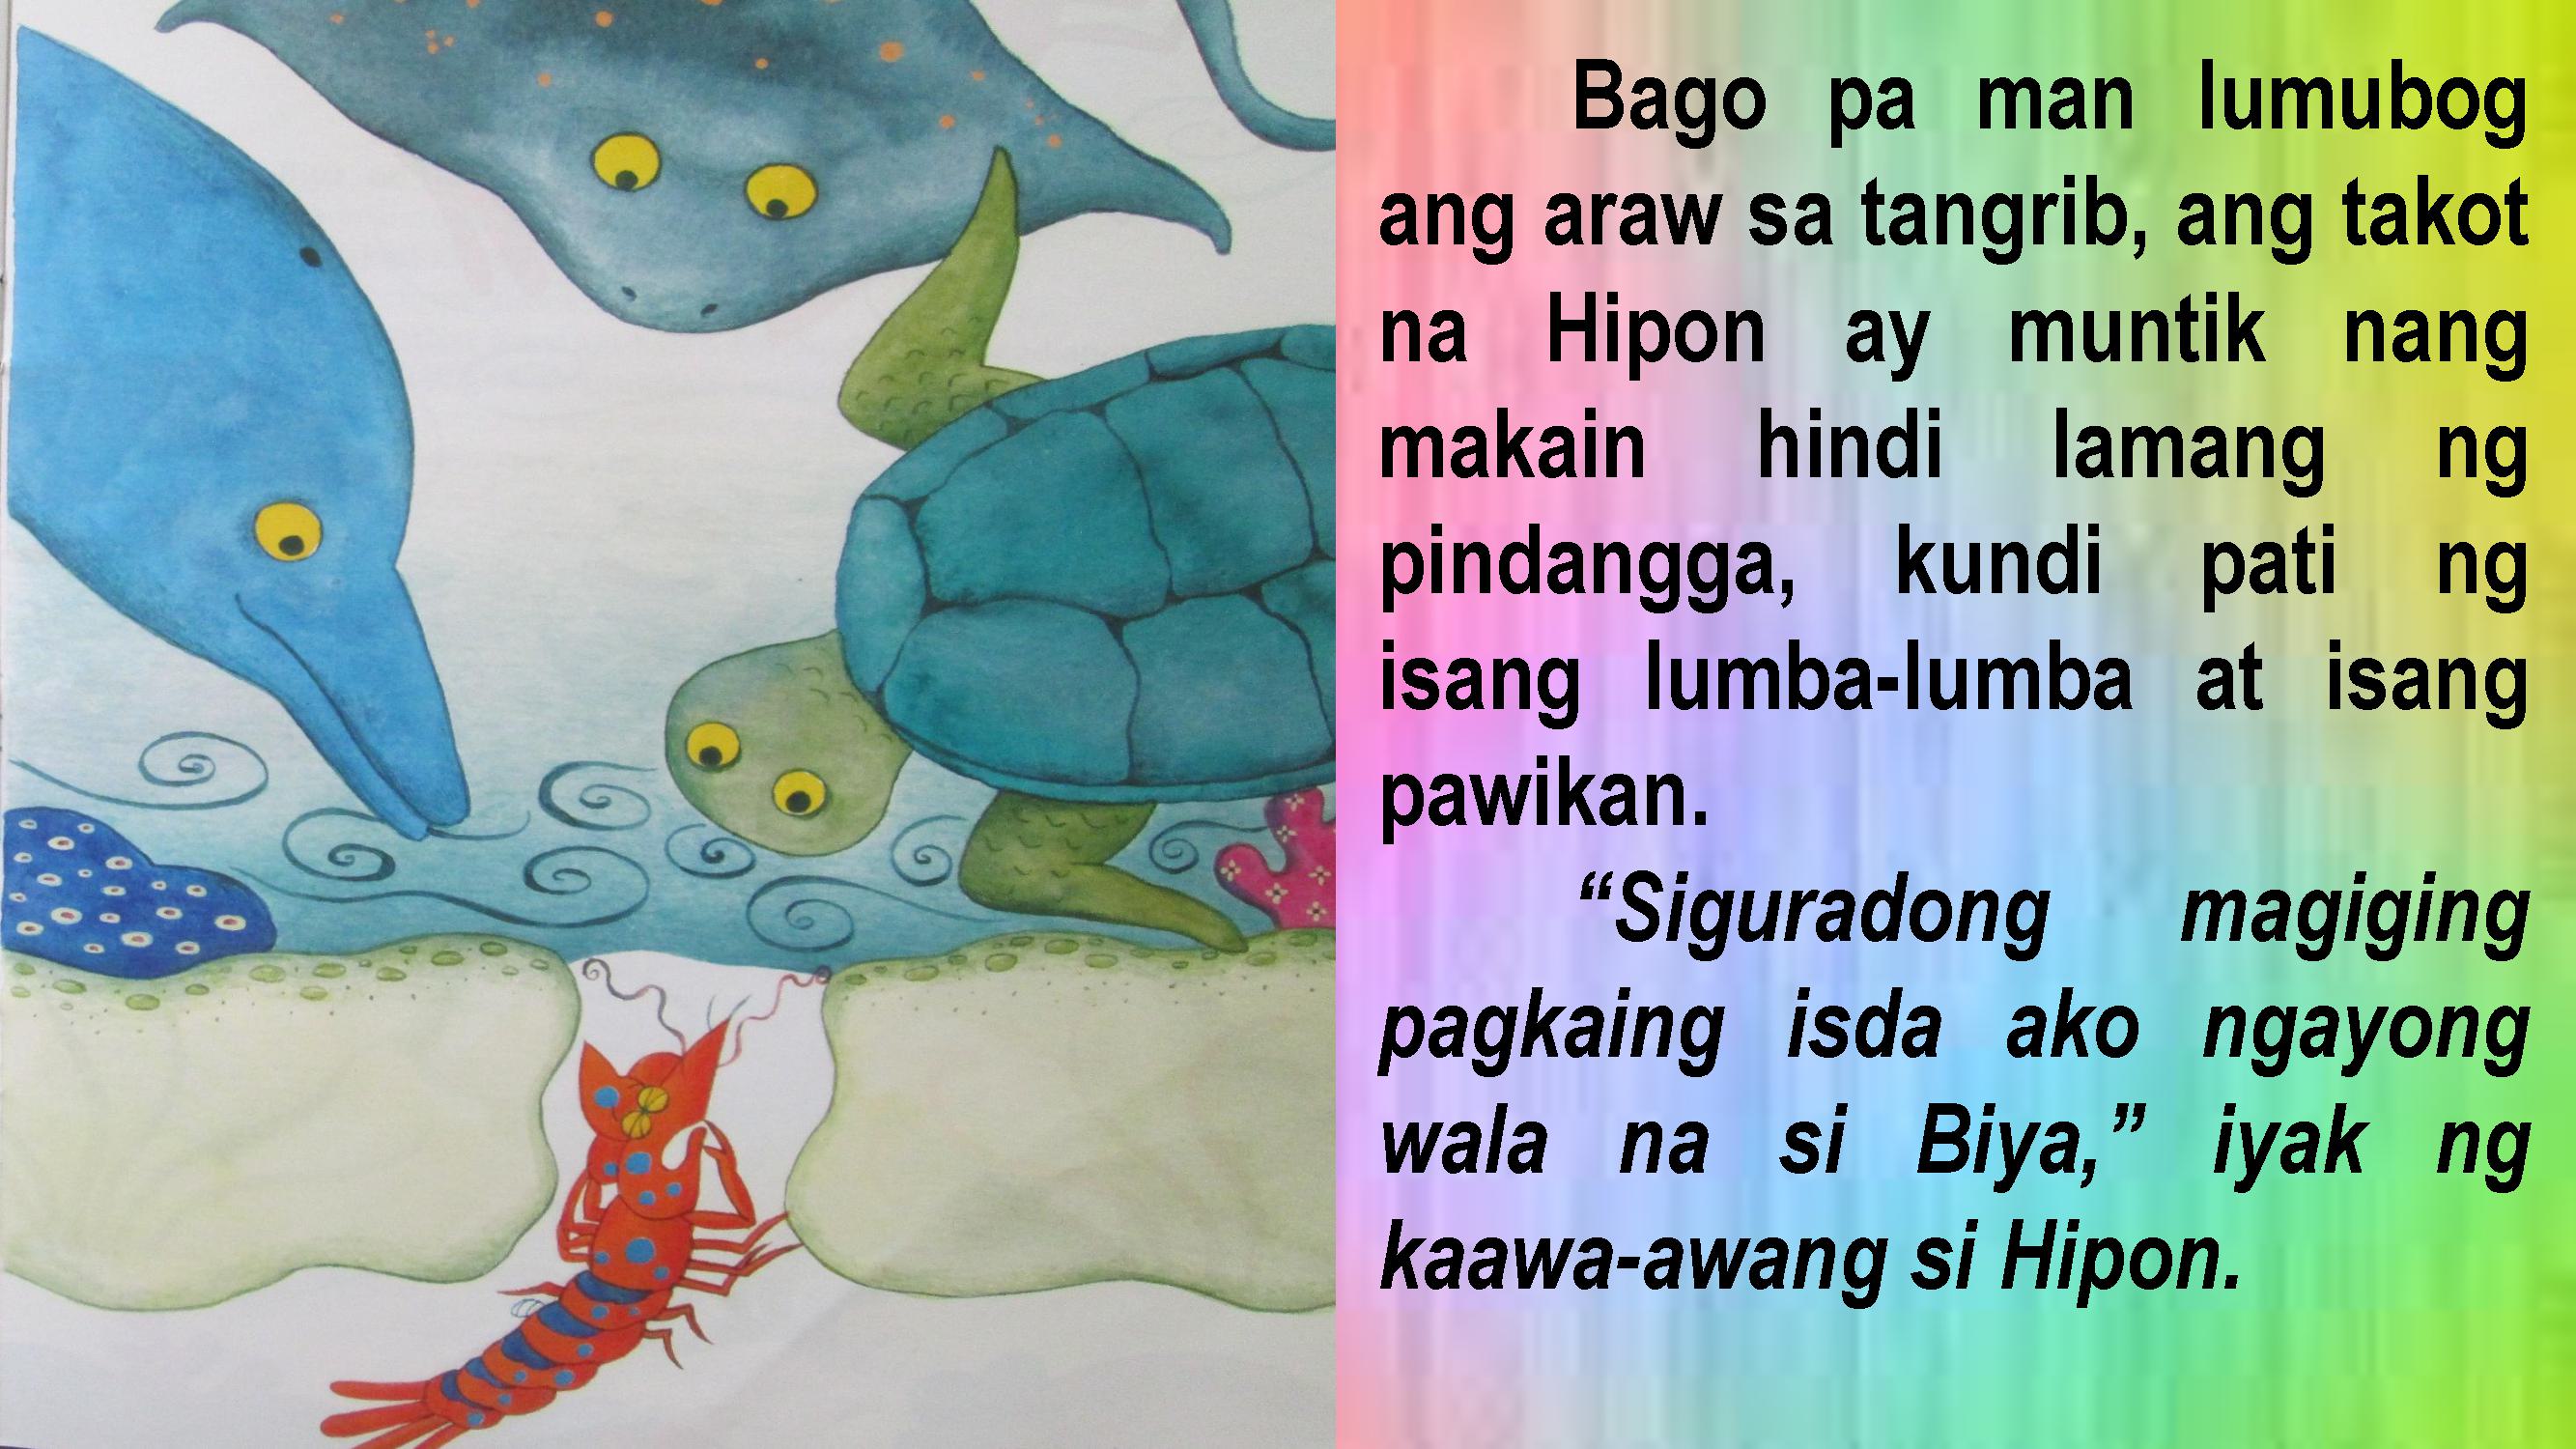 Bago pa man lumubog
ang araw sa tangrib, ang takot
na Hipon ay muntik nang
makain hindi lamang ng
pindangga, kundi pati ng
isang lumba-lumba at isang
pawikan.
“Siguradong magiging
pagkaing isda ako ngayong
wala na si Biya,” iyak ng
kaawa-awang si Hipon.